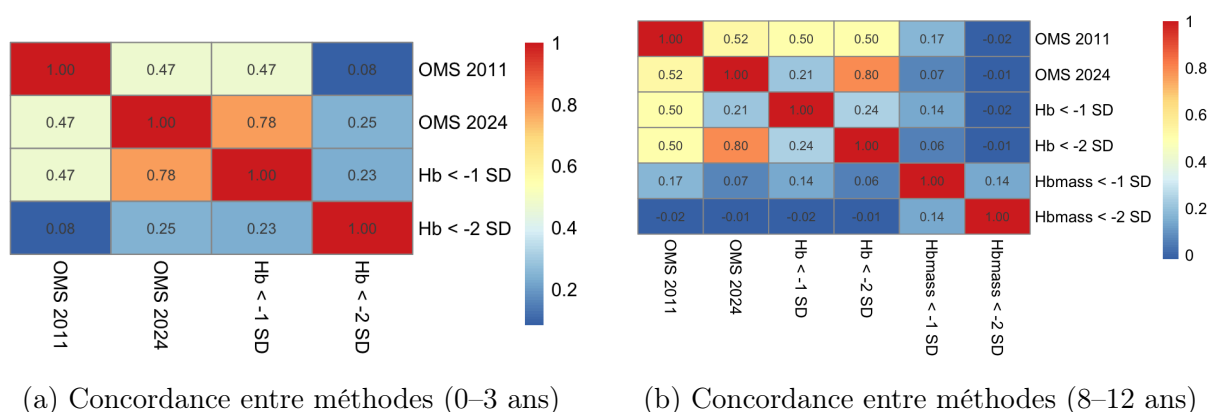 1.00 0.47 0.47 0.08 OMS 2011
0.47 1.00 0.78 0.25 OMS 2024
0.47 0.78 1.00 0.23 Hb < -1 SD
0.08 0.25 0.23 1.00 Hb < -2 SD
OMS 2011
OMS 2024
Hb < -1 SD
Hb < -2 SD
1
0.8
0.6
0.4
0.2
(a) Concordance entre méthodes (0–3 ans)
1.00 0.52 0.50 0.50 0.17 -0.02 OMS 2011
0.52 1.00 0.21 0.80 0.07 -0.01 OMS 2024
0.50 0.21 1.00 0.24 0.14 -0.02 Hb < -1 SD
0.50 0.80 0.24 1.00 0.06 -0.01 Hb < -2 SD
0.17 0.07 0.14 0.06 1.00 0.14 Hbmass < -1 SD
-0.02 -0.01 -0.02 -0.01 0.14 1.00 Hbmass < -2 SD
OMS 2011
OMS 2024
Hb < -1 SD
Hb < -2 SD
Hbmass < -1 SD
Hbmass < -2 SD
1
0.8
0.6
0.4
0.2
0
(b) Concordance entre méthodes (8–12 ans)